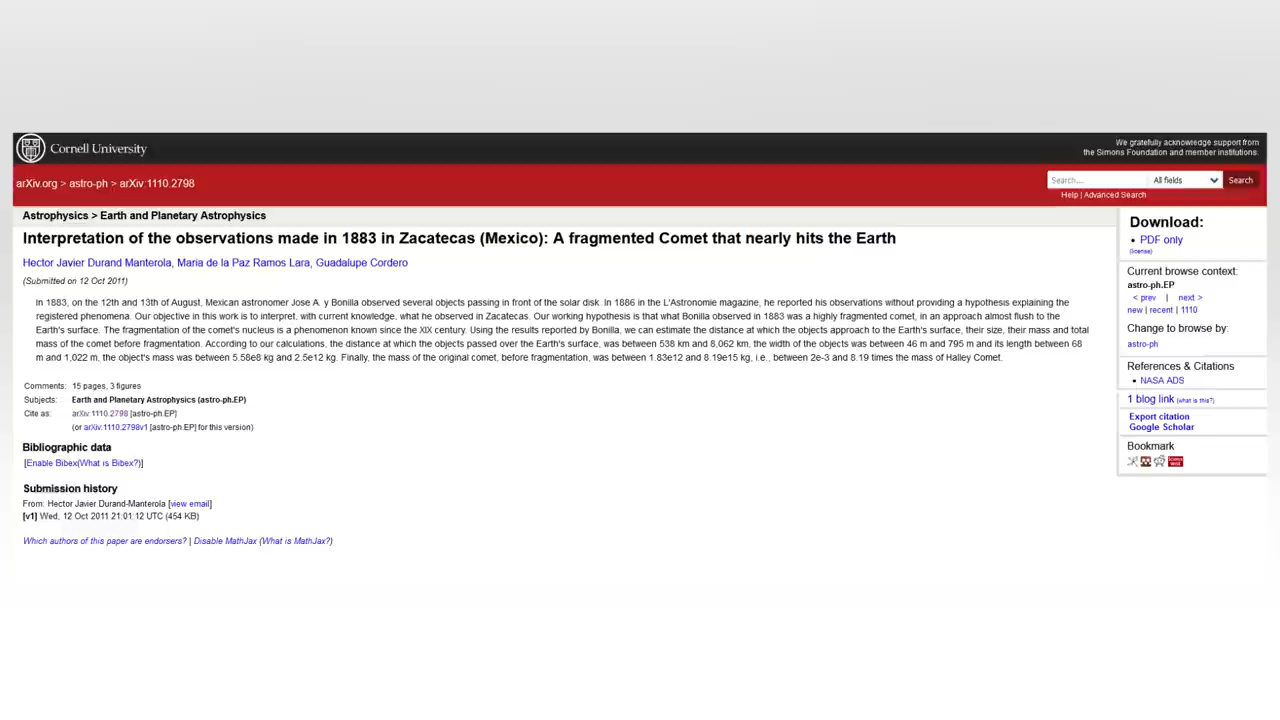 Cornell University
We gratefully acknowledge support from
the Simons Foundation and member institutions.
arXiv.org > astro-ph > arXiv:1110.2798
Search...
All fields
Search
Help | Advanced Search
Astrophysics > Earth and Planetary Astrophysics
Interpretation of the observations made in 1883 in Zacatecas (Mexico): A fragmented Comet that nearly hits the Earth
Hector Javier Durand Manterola, Maria de la Paz Ramos Lara, Guadalupe Cordero
(Submitted on 12 Oct 2011)
In 1883, on the 12th and 13th of August, Mexican astronomer Jose A. y Bonilla observed several objects passing in front of the solar disk. In 1886 in the L'Astronomie magazine, he reported his observations without providing a hypothesis explaining the
registered phenomena. Our objective in this work is to interpret, with current knowledge, what he observed in Zacatecas. Our working hypothesis is that what Bonilla observed in 1883 was a highly fragmented comet, in an approach almost flush to the
Earth's surface. The fragmentation of the comet's nucleus is a phenomenon known since the XIX century. Using the results reported by Bonilla, we can estimate the distance at which the objects approach to the Earth's surface, their size, their mass and total
mass of the comet before fragmentation. According to our calculations, the distance at which the objects passed over the Earth's surface, was between 538 km and 8,062 km, the width of the objects was between 46 m and 795 m and its length between 68
m and 1,022 m, the object's mass was between 5.58e8 kg and 2.5e12 kg. Finally, the mass of the original comet, before fragmentation, was between 1.83e12 and 8.19e15 kg, i.e., between 2e-3 and 8.19 times the mass of Halley Comet.
Comments: 15 pages, 3 figures
Subjects: Earth and Planetary Astrophysics (astro-ph.EP)
Cite as: arXiv:1110.2798 [astro-ph.EP]
(or arXiv:1110.2798v1 [astro-ph.EP] for this version)
Bibliographic data
[Enable Bibex(What is Bibex?)]
Submission history
From: Hector Javier Durand-Manterola [view email]
[v1] Wed, 12 Oct 2011 21:01:12 UTC (454 KB)
Which authors of this paper are endorsers? | Disable MathJax (What is MathJax?)
Download:
• PDF only
(license)
Current browse context:
astro-ph.EP
< prev | next >
new | recent | 1110
Change to browse by:
astro-ph
References & Citations
• NASA ADS
1 blog link (what is this?)
Export citation
Google Scholar
Bookmark